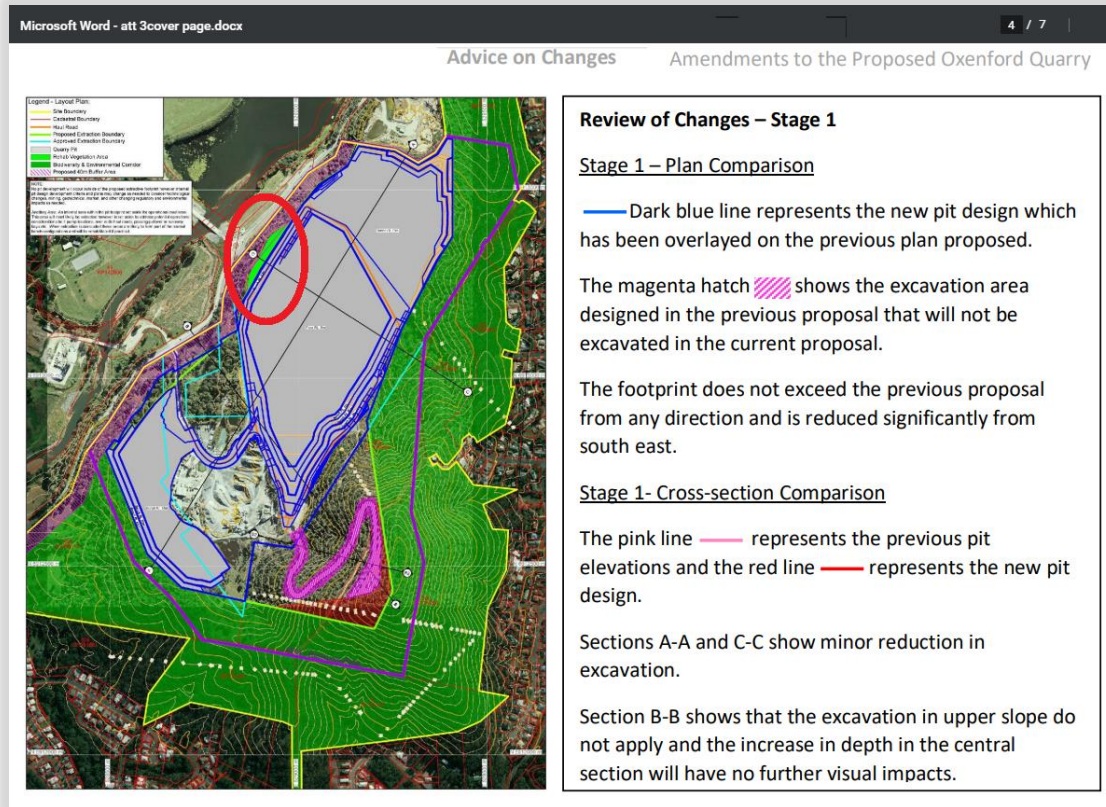 Microsoft Word - att 3cover page.docx
4 / 7
Advice on Changes
Amendments to the Proposed Oxenford Quarry
Legend - Layout Plan:
Site Boundary
Cadastral Boundary
Haul Road
Proposed Extraction Boundary
Approved Extraction Boundary
Quarry Pit
Rehab Vegetation Area
Biodiversity & Environmental Corridor
Proposed 40m Buffer Area
Review of Changes – Stage 1
Stage 1 – Plan Comparison
Dark blue line represents the new pit design which
has been overlayed on the previous plan proposed.
The magenta hatch shows the excavation area
designed in the previous proposal that will not be
excavated in the current proposal.
The footprint does not exceed the previous proposal
from any direction and is reduced significantly from
south east.
Stage 1- Cross-section Comparison
The pink line represents the previous pit
elevations and the red line represents the new pit
design.
Sections A-A and C-C show minor reduction in
excavation.
Section B-B shows that the excavation in upper slope do
not apply and the increase in depth in the central
section will have no further visual impacts.